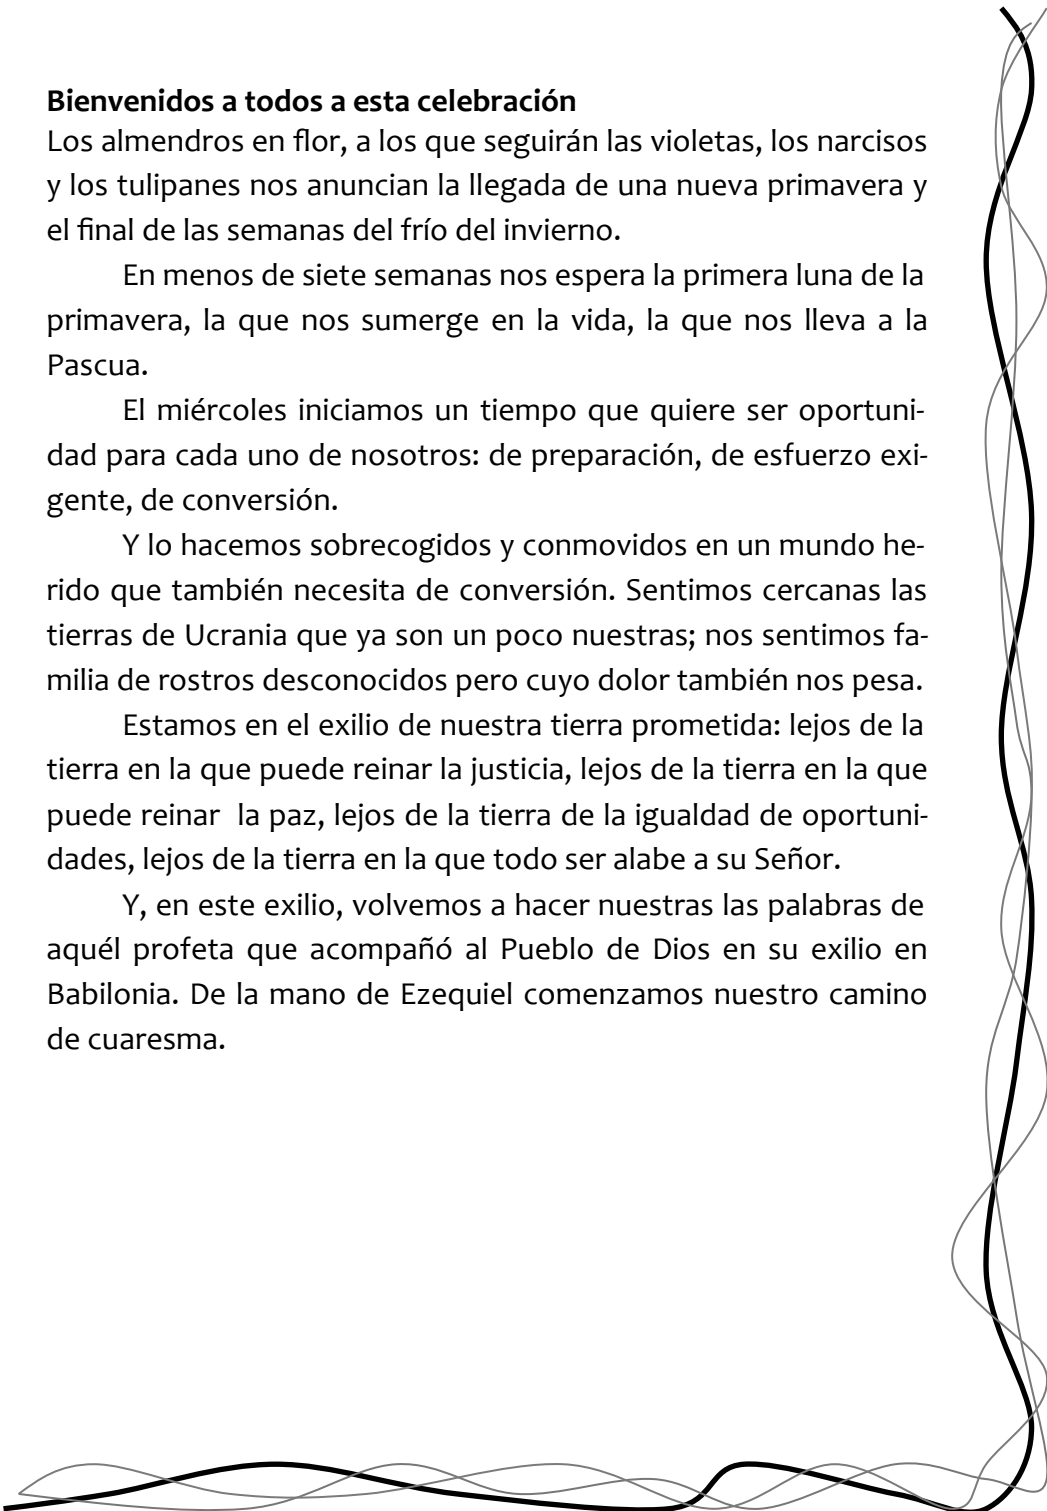 Bienvenidos a todos a esta celebración
Los almendros en flor, a los que seguirán las violetas, los narcisos
y los tulipanes nos anuncian la llegada de una nueva primavera y
el final de las semanas del frío del invierno.
En menos de siete semanas nos espera la primera luna de la
primavera, la que nos sumerge en la vida, la que nos lleva a la
Pascua.
El miércoles iniciamos un tiempo que quiere ser oportuni-
dad para cada uno de nosotros: de preparación, de esfuerzo exi-
gente, de conversión.
Y lo hacemos sobrecogidos y conmovidos en un mundo he-
rido que también necesita de conversión. Sentimos cercanas las
tierras de Ucrania que ya son un poco nuestras; nos sentimos fa-
milia de rostros desconocidos pero cuyo dolor también nos pesa.
Estamos en el exilio de nuestra tierra prometida: lejos de la
tierra en la que puede reinar la justicia, lejos de la tierra en la que
puede reinar  la paz, lejos de la tierra de la igualdad de oportuni-
dades, lejos de la tierra en la que todo ser alabe a su Señor.
Y, en este exilio, volvemos a hacer nuestras las palabras de
aquél profeta que acompañó al Pueblo de Dios en su exilio en
Babilonia. De la mano de Ezequiel comenzamos nuestro camino
de cuaresma.